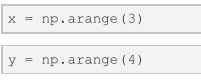 x = np.arange(3)
y = np.arange(4)